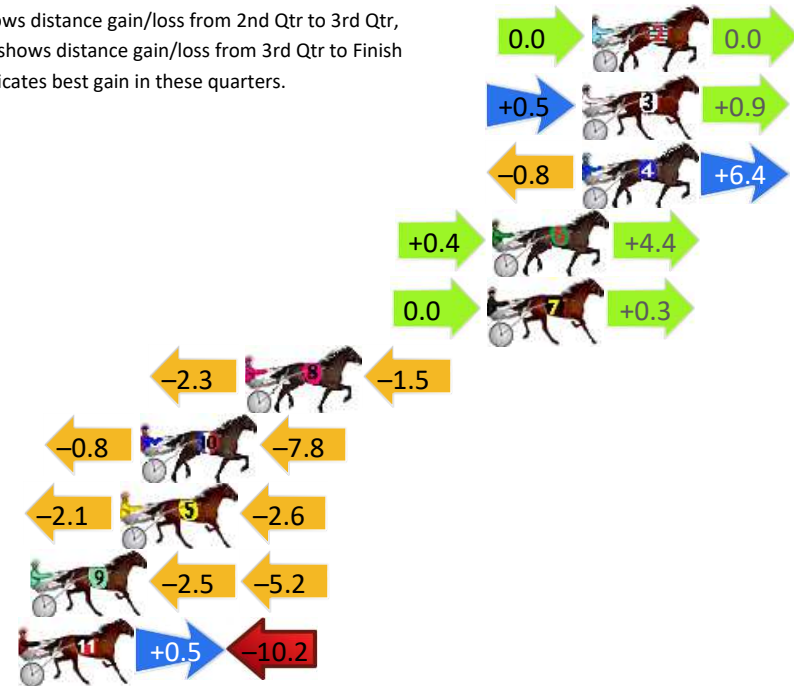 ws distance gain/loss from 2nd Qtr to 3rd Qtr,
shows distance gain/loss from 3rd Qtr to Finish
icates best gain in these quarters.
0.0 2 0.0
+0.5 3 +0.9
–0.8 4 +6.4
+0.4 +4.4
0.0 7 +0.3
–2.3 8 –1.5
–0.8 10 –7.8
–2.1 5 –2.6
9 –2.5 –5.2
11 +0.5 –10.2